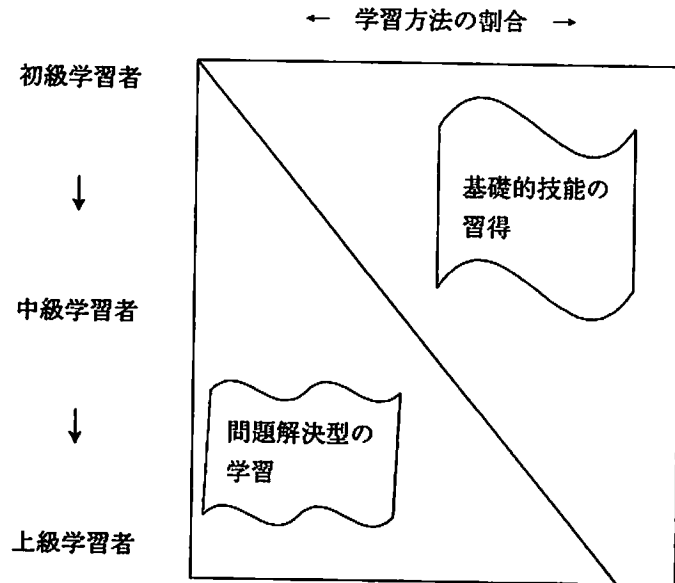 ← 学習方法の割合 →
初級学習者
↓
基礎的技能の
習得
中級学習者
↓
問題解決型の
学習
上級学習者